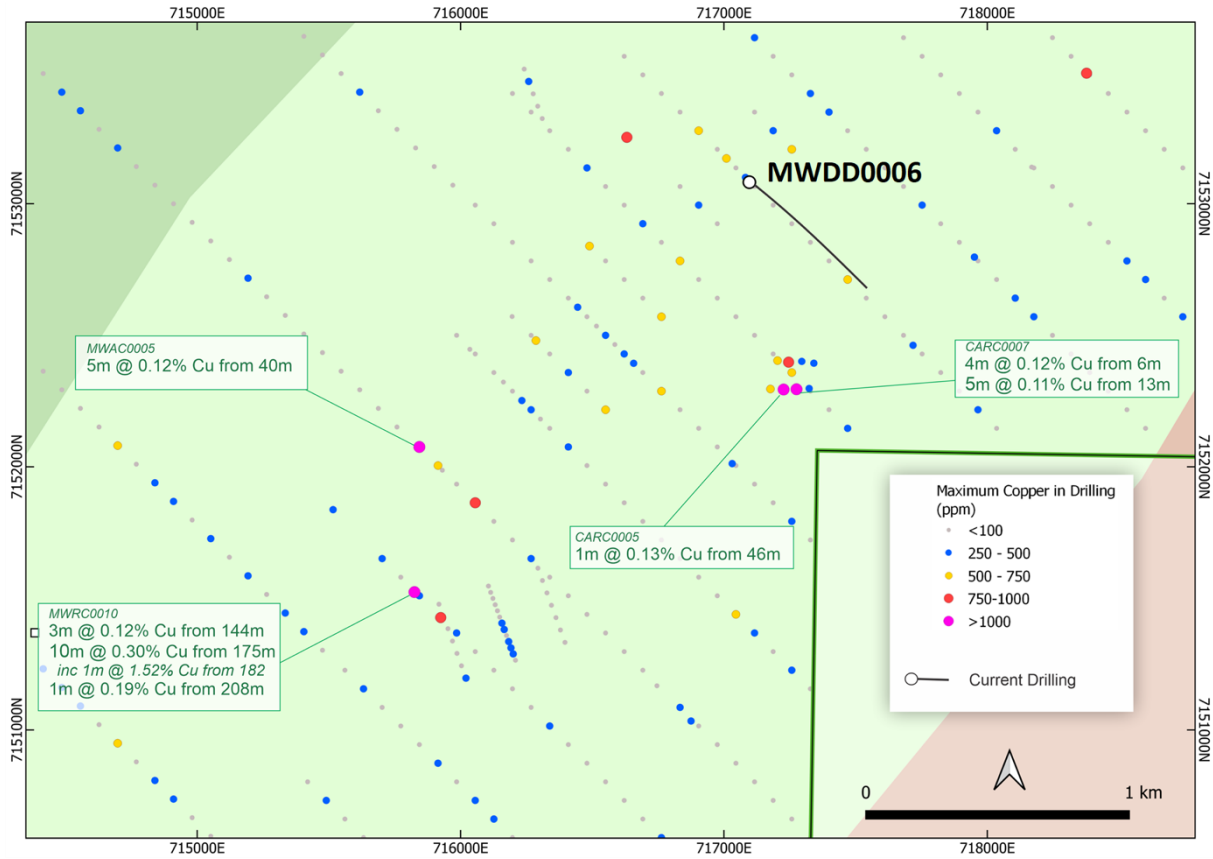 715000E
716000E
717000E
718000E
7153000N
7153000N
MWDD0006
MWAC0005
5m @ 0.12% Cu from 40m
CARC0007
4m @ 0.12% Cu from 6m
5m @ 0.11% Cu from 13m
7152000N
7152000N
CARC0005
1m @ 0.13% Cu from 46m
Maximum Copper in Drilling
(ppm)
<100
250 - 500
500 - 750
750-1000
>1000
Current Drilling
MWRC0010
3m @ 0.12% Cu from 144m
10m @ 0.30% Cu from 175m
inc 1m @ 1.52% Cu from 182
1m @ 0.19% Cu from 208m
7151000N
7151000N
0
1 km
715000E
716000E
717000E
718000E